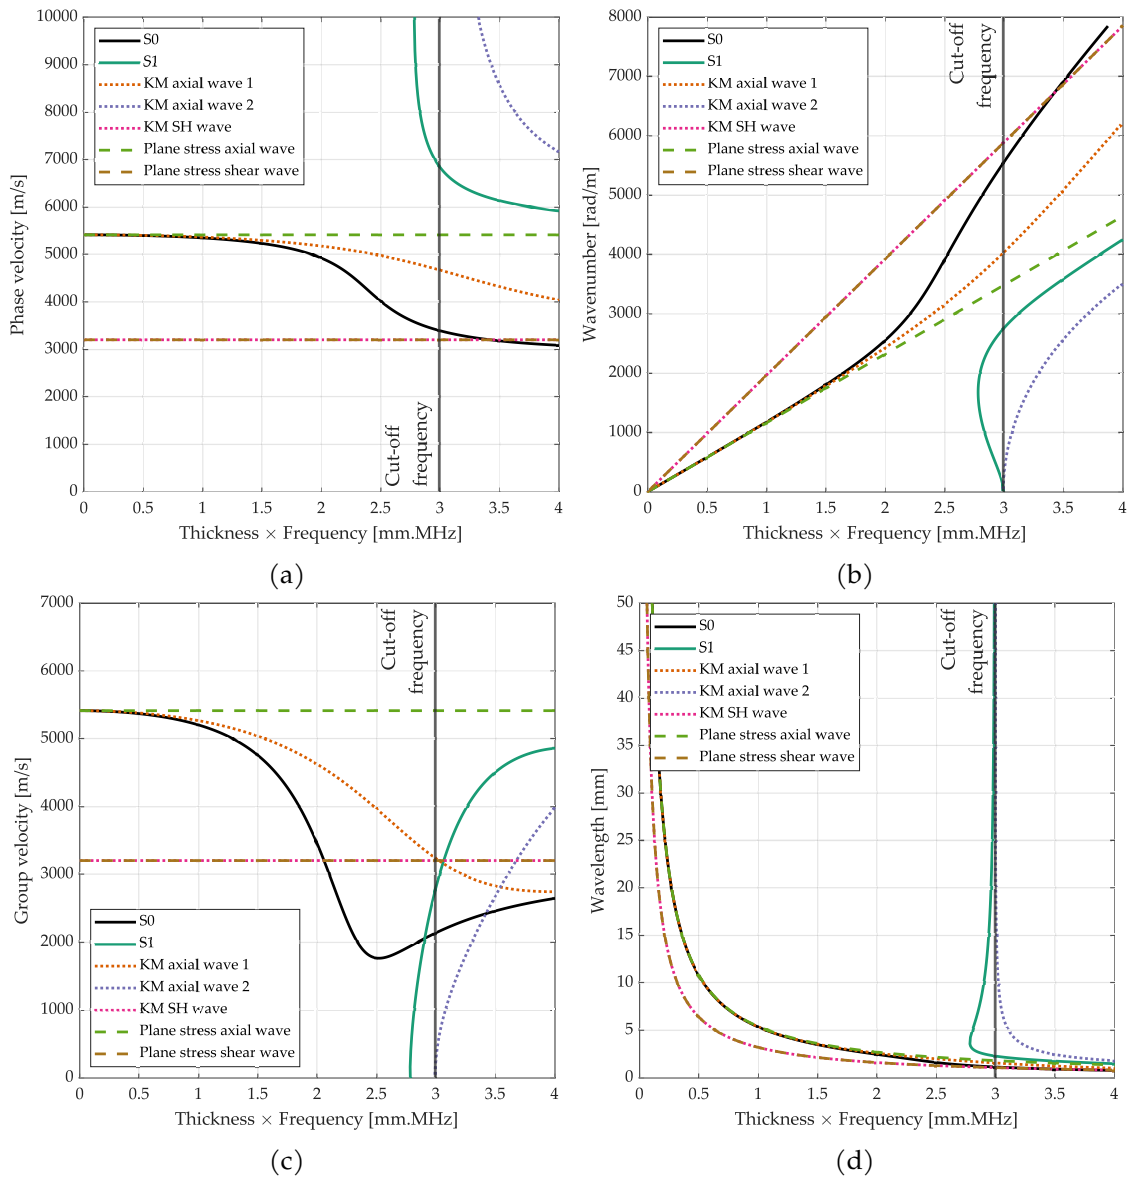 10000
9000
8000
7000
6000
5000
4000
3000
2000
1000
0
Phase velocity [m/s]
S0
S1
KM axial wave 1
KM axial wave 2
KM SH wave
Plane stress axial wave
Plane stress shear wave
Cut-off
frequency
Cut-off
frequency
0 0.5 1 1.5 2 2.5 3 3.5 4
Thickness × Frequency [mm.MHz]
(a)
8000
7000
6000
5000
4000
3000
2000
1000
0
Wavenumber [rad/m]
S0
S1
KM axial wave 1
KM axial wave 2
KM SH wave
Plane stress axial wave
Plane stress shear wave
Cut-off
frequency
0 0.5 1 1.5 2 2.5 3 3.5 4
Thickness × Frequency [mm.MHz]
(b)
7000
6000
5000
4000
3000
2000
1000
0
Group velocity [m/s]
Cut-off
frequency
S0
S1
KM axial wave 1
KM axial wave 2
KM SH wave
Plane stress axial wave
Plane stress shear wave
0 0.5 1 1.5 2 2.5 3 3.5 4
Thickness × Frequency [mm.MHz]
(c)
50
45
40
35
30
25
20
15
10
5
0
Wavelength [mm]
S0
S1
KM axial wave 1
KM axial wave 2
KM SH wave
Plane stress axial wave
Plane stress shear wave
Cut-off
frequency
0 0.5 1 1.5 2 2.5 3 3.5 4
Thickness × Frequency [mm.MHz]
(d)